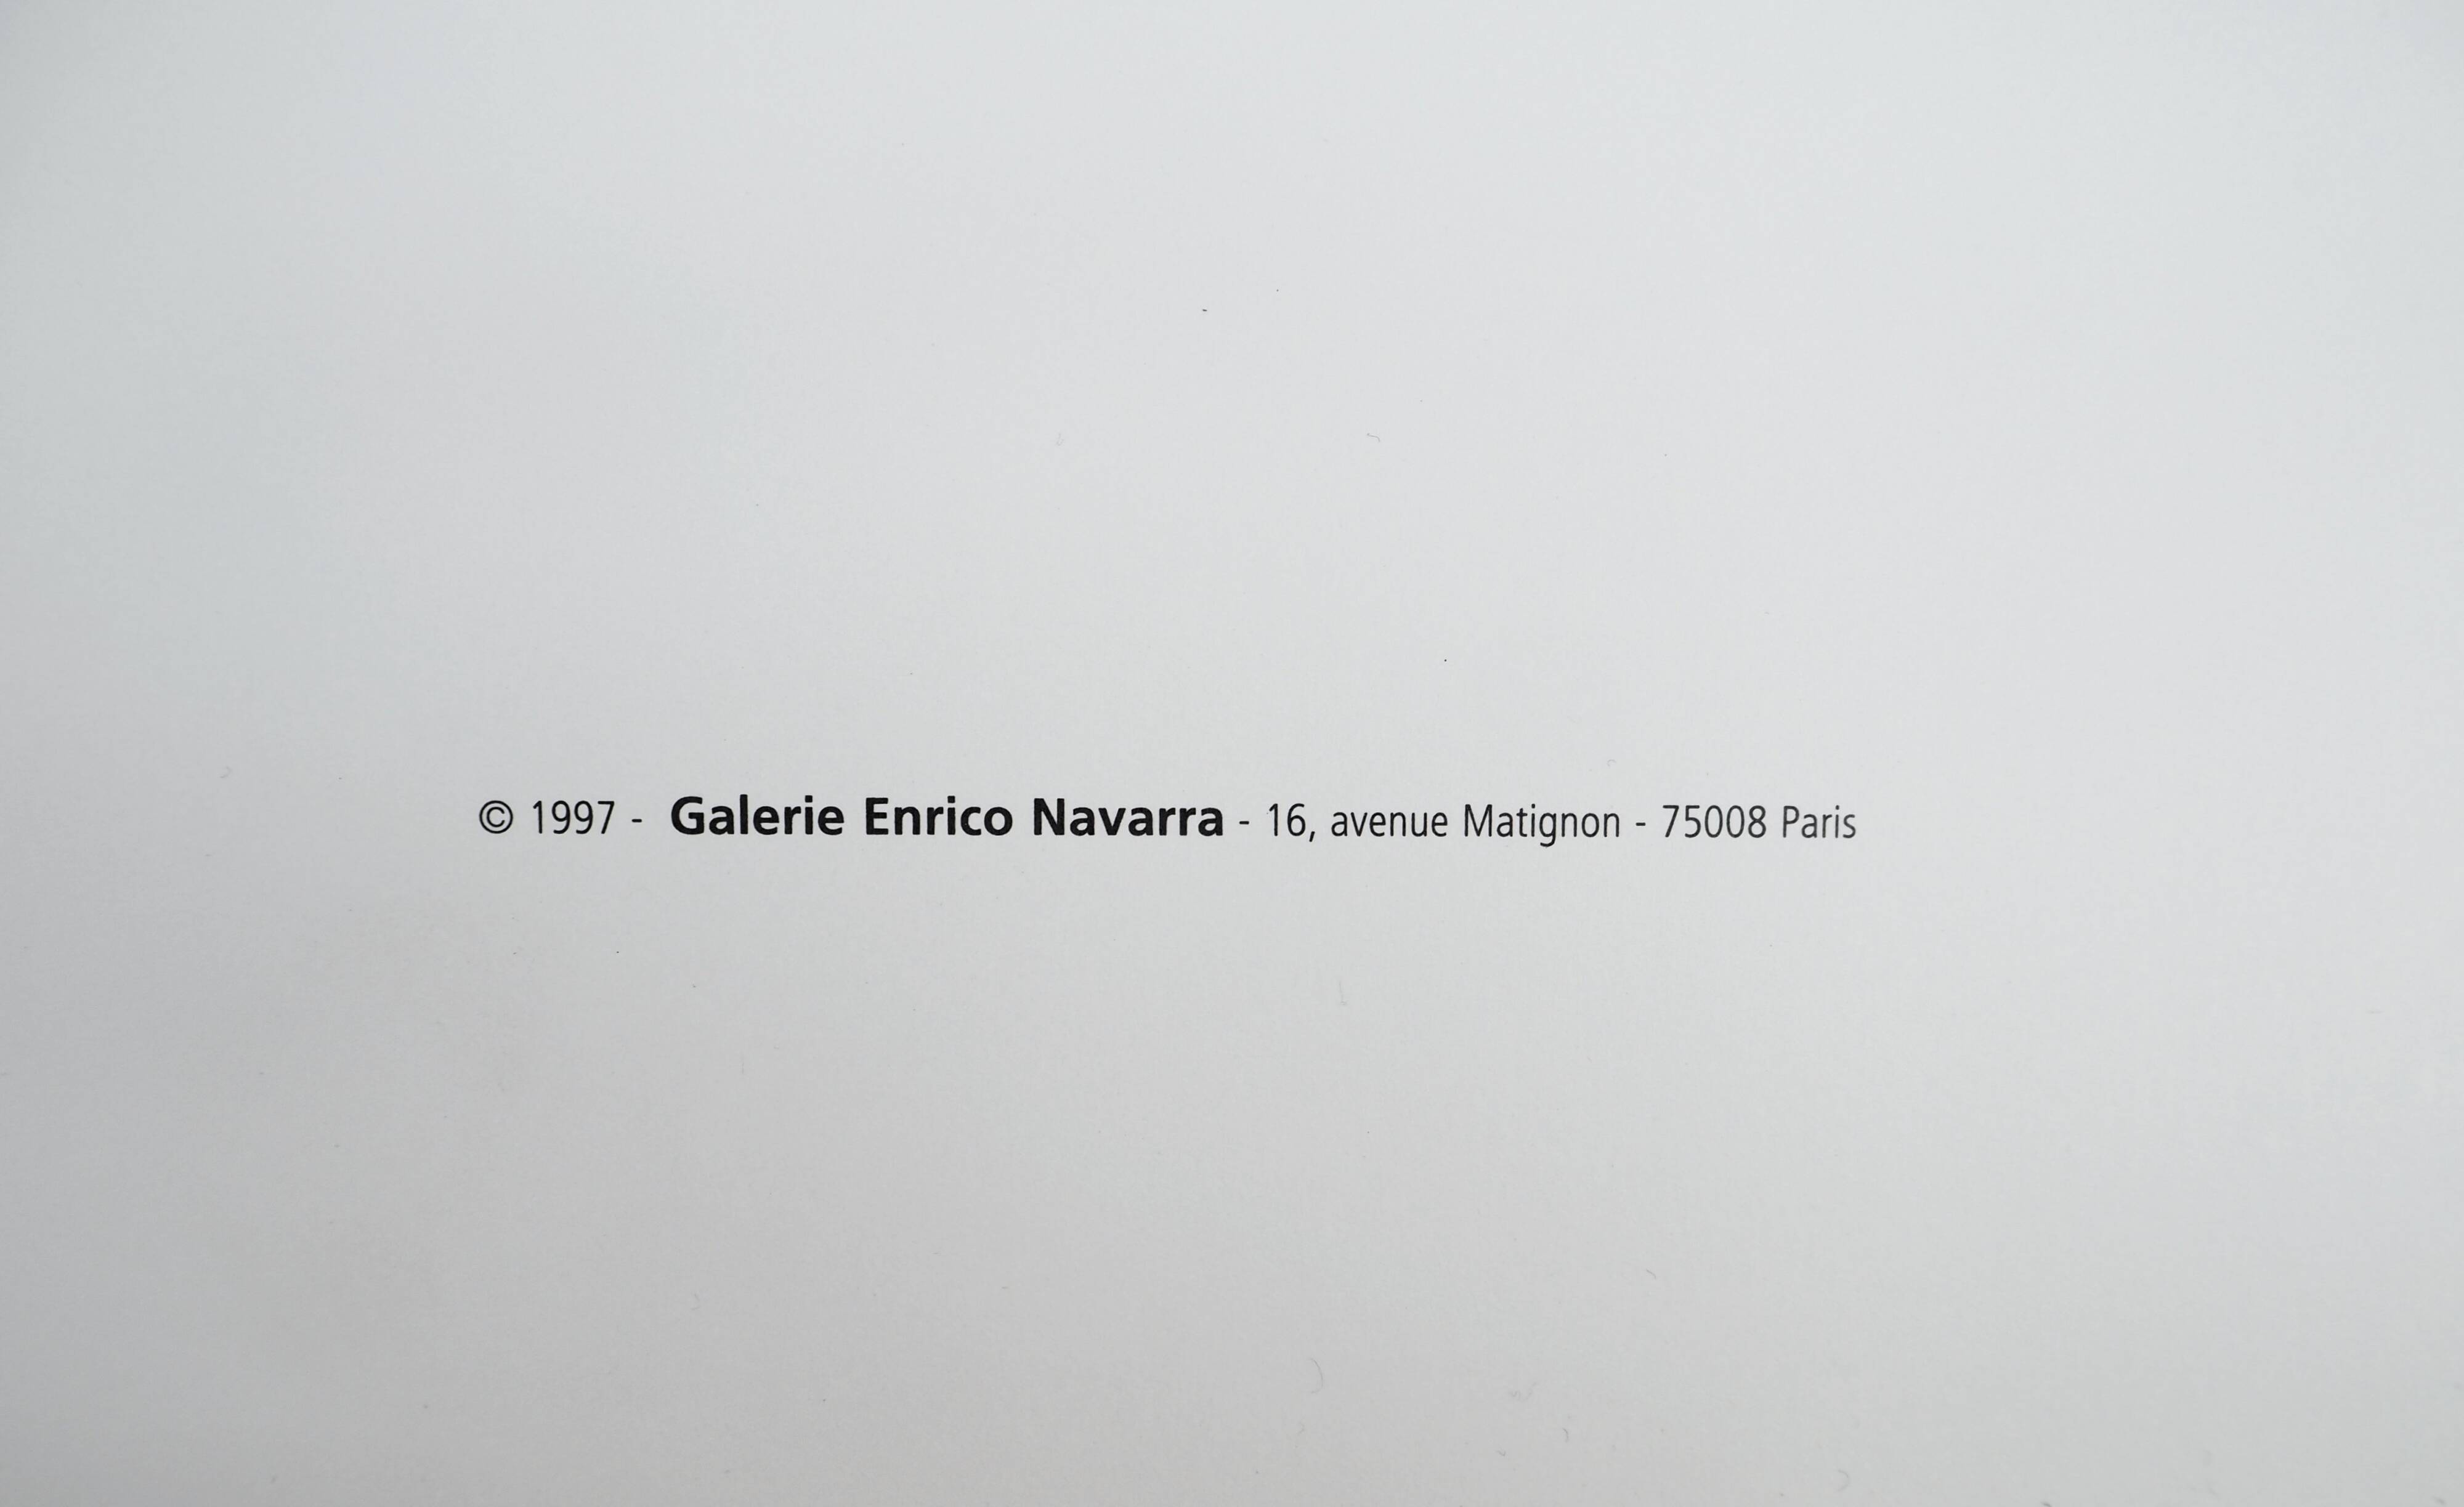 © 1997 - Galerie Enrico Navarra - 16, avenue Matignon - 75008 Paris